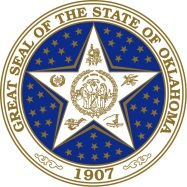 GREAT SEAL OF THE STATE OF OKLAHOMA
1907